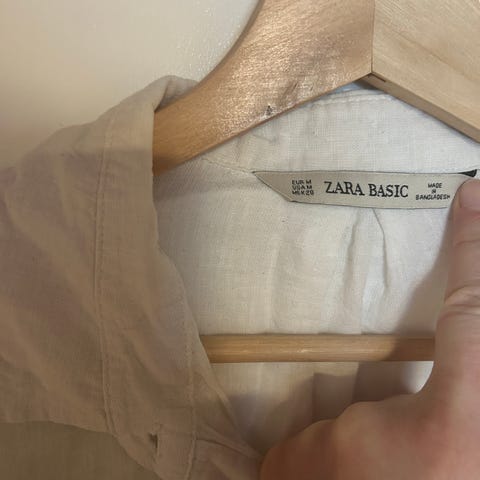 EUR M
USA M
MEX 28
ZARA BASIC
MADE
IN
BANGLADESH